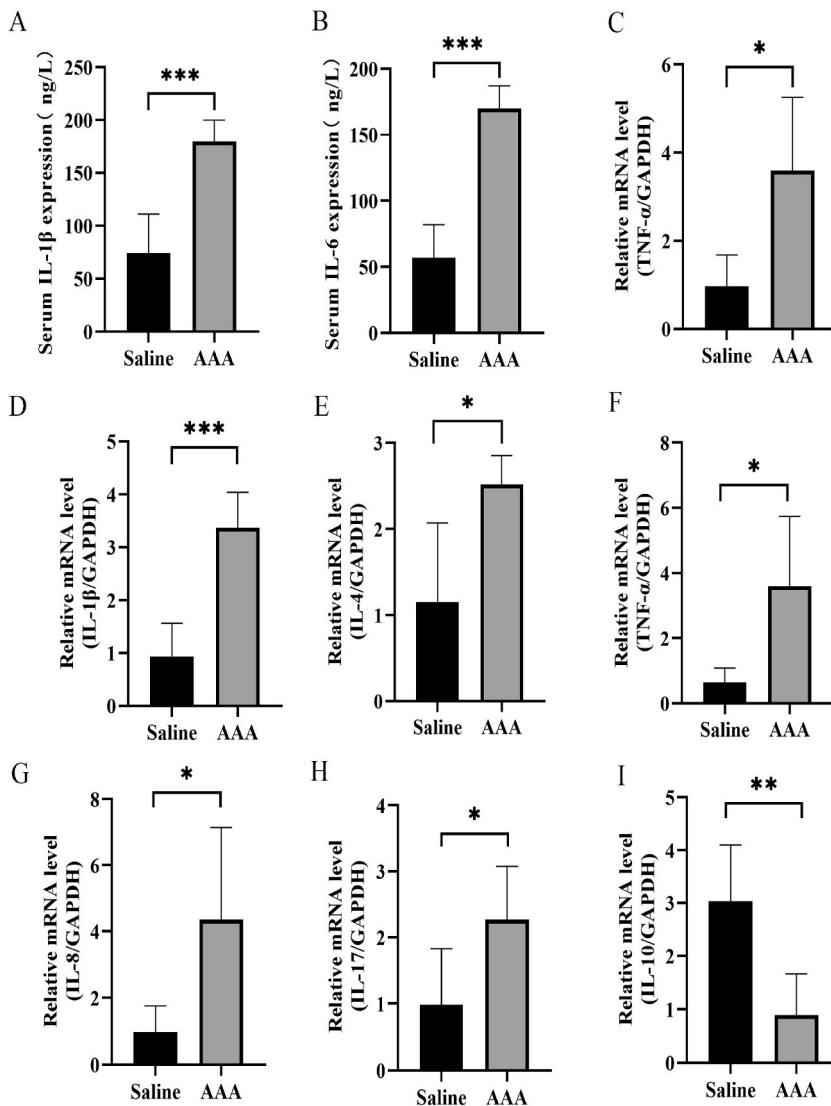 A
Serum IL-1β expression( ng/L)
250
200
150
100
50
0
***
Saline AAA
B
Serum IL-6 expression( ng/L)
200
150
100
50
0
***
Saline AAA
C
Relative mRNA level
(TNF-α/GAPDH)
6
4
2
0
*
Saline AAA
D
Relative mRNA level
(IL-1β/GAPDH)
5
4
3
2
1
0
***
Saline AAA
E
Relative mRNA level
(IL-4/GAPDH)
3
2
1
0
*
Saline AAA
F
Relative mRNA level
(TNF-α/GAPDH)
8
6
4
2
0
*
Saline AAA
G
Relative mRNA level
(IL-8/GAPDH)
8
6
4
2
0
*
Saline AAA
H
Relative mRNA level
(IL-17/GAPDH)
4
3
2
1
0
*
Saline AAA
I
Relative mRNA level
(IL-10/GAPDH)
5
4
3
2
1
0
**
Saline AAA